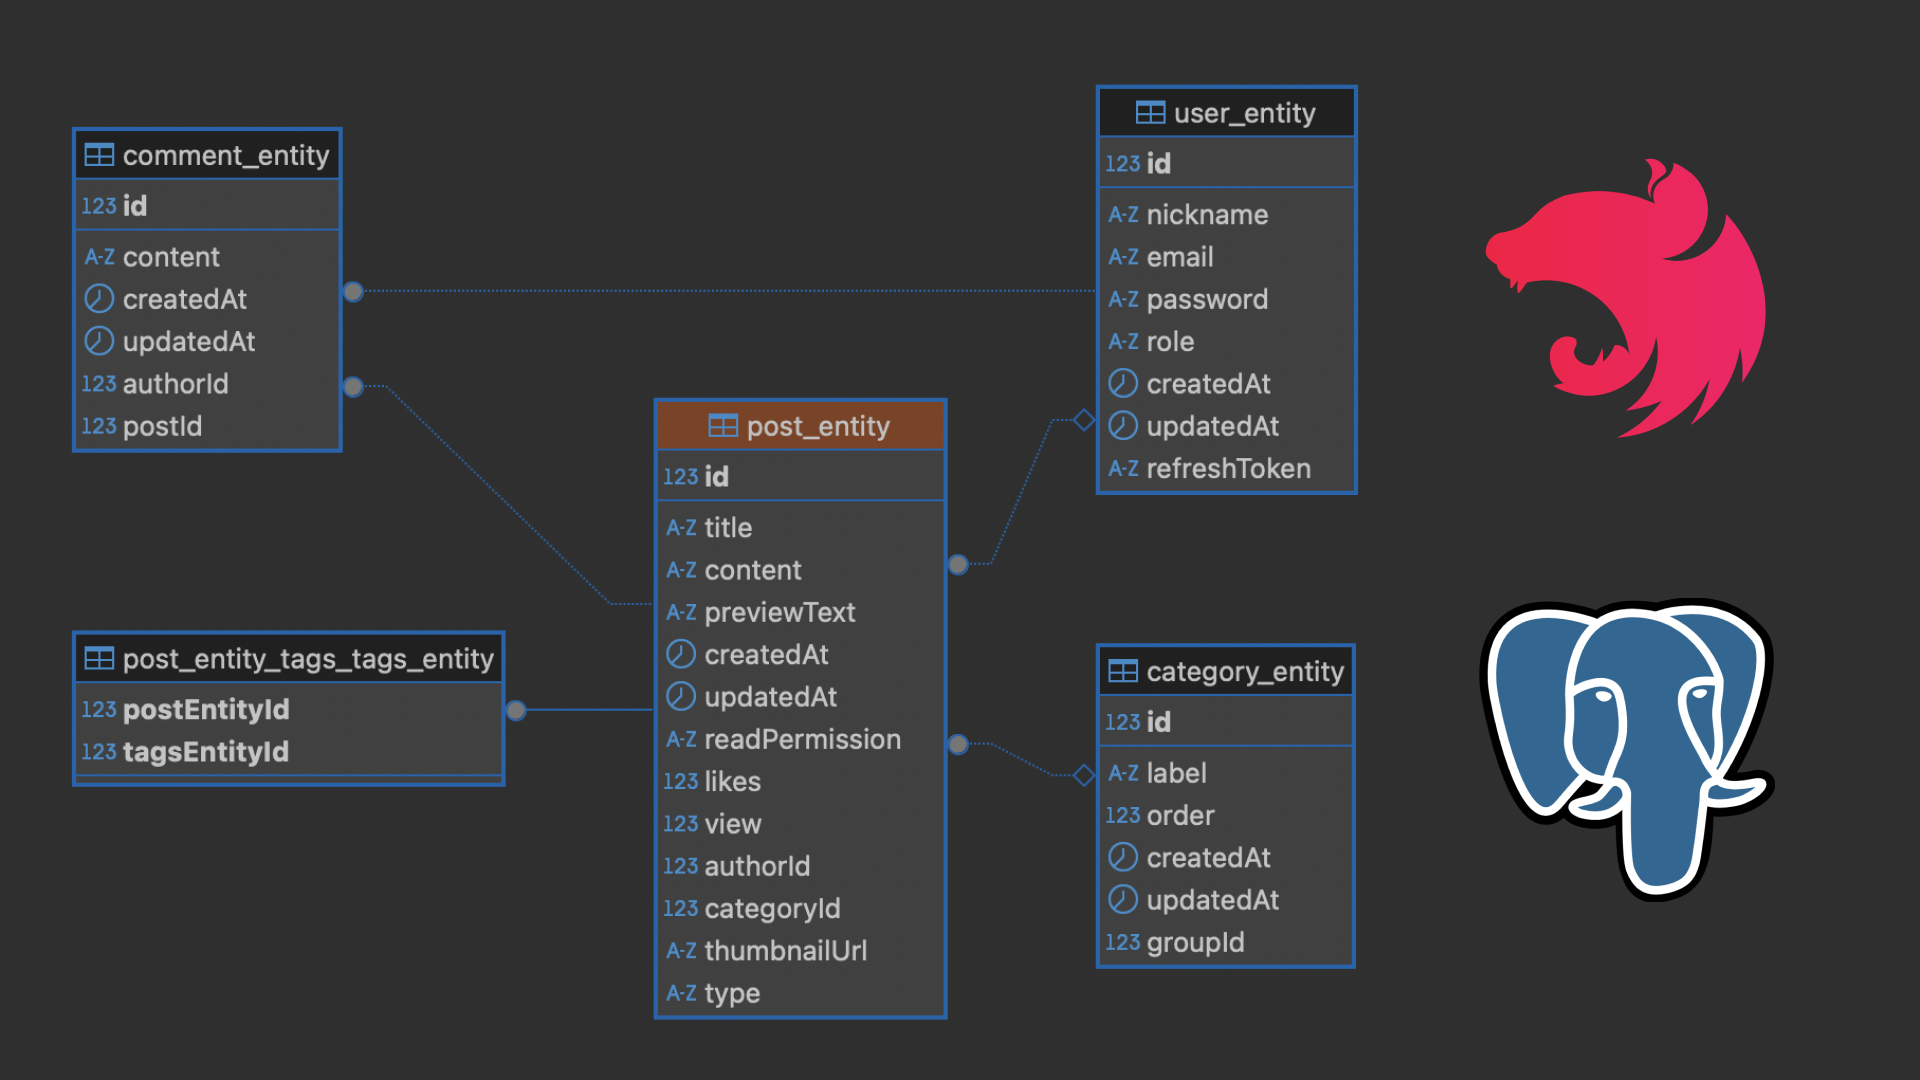 comment_entity
123 id
A-Z content
createdAt
updatedAt
123 authorId
123 postId
post_entity_tags_tags_entity
123 postEntityId
123 tagsEntityId
post_entity
123 id
A-Z title
A-Z content
A-Z previewText
createdAt
updatedAt
A-Z readPermission
123 likes
123 view
123 authorId
123 categoryId
A-Z thumbnailUrl
A-Z type
user_entity
123 id
A-Z nickname
A-Z email
A-Z password
A-Z role
createdAt
updatedAt
A-Z refreshToken
category_entity
123 id
A-Z label
123 order
createdAt
updatedAt
123 groupId